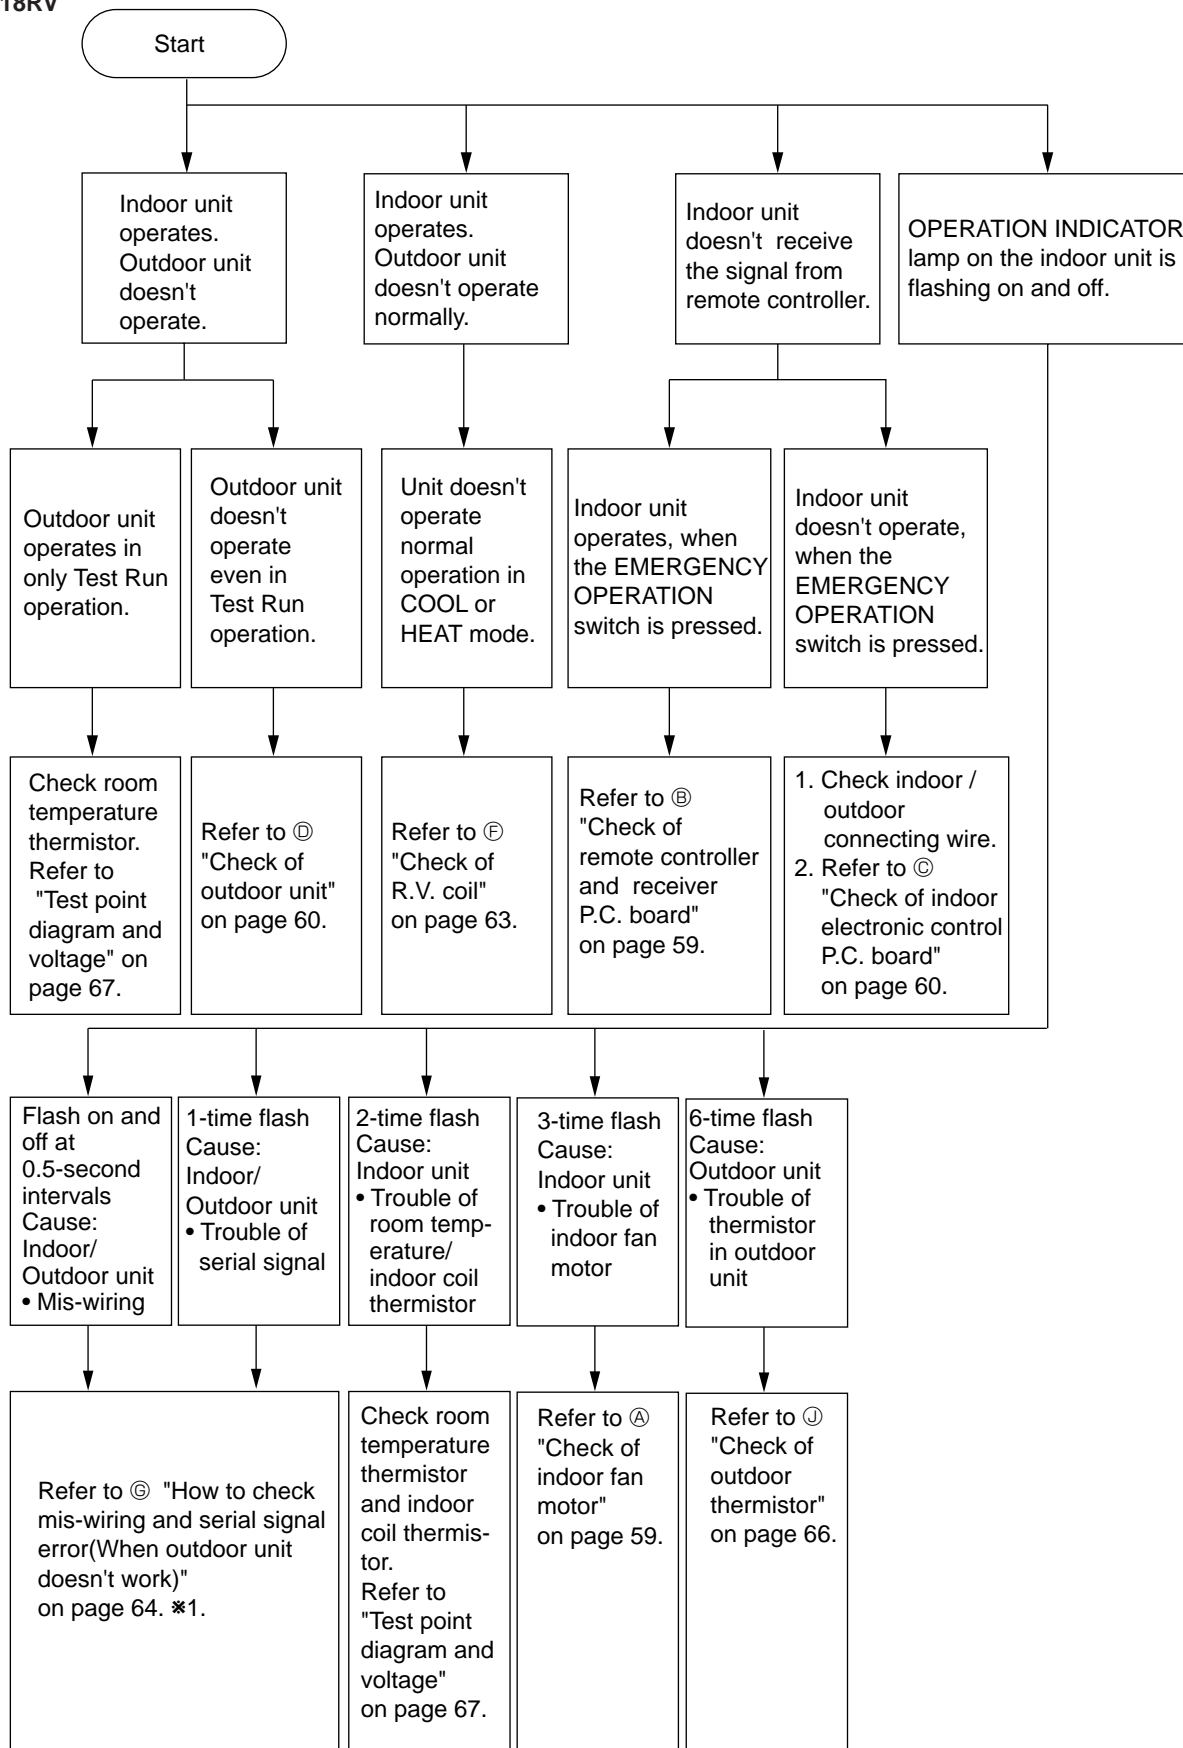 18RV
Start
Indoor unit
operates.
Outdoor unit
doesn't
operate.
Indoor unit
operates.
Outdoor unit
doesn't operate
normally.
Indoor unit
doesn't receive
the signal from
remote controller.
OPERATION INDICATOR
lamp on the indoor unit is
flashing on and off.
Outdoor unit
operates in
only Test Run
operation.
Outdoor unit
doesn't
operate
even in
Test Run
operation.
Unit doesn't
operate
normal
operation in
COOL or
HEAT mode.
Indoor unit
operates, when
the EMERGENCY
OPERATION
switch is pressed.
Indoor unit
doesn't operate,
when the
EMERGENCY
OPERATION
switch is pressed.
Check room
temperature
thermistor.
Refer to
"Test point
diagram and
voltage" on
page 67.
Refer to Ⓓ
"Check of
outdoor unit"
on page 60.
Refer to Ⓕ
"Check of
R.V. coil"
on page 63.
Refer to Ⓑ
"Check of
remote controller
and receiver
P.C. board"
on page 59.
1. Check indoor /
outdoor
connecting wire.
2. Refer to Ⓒ
"Check of indoor
electronic control
P.C. board"
on page 60.
Flash on and
off at
0.5-second
intervals
Cause:
Indoor/
Outdoor unit
• Mis-wiring
1-time flash
Cause:
Indoor/
Outdoor unit
• Trouble of
serial signal
2-time flash
Cause:
Indoor unit
• Trouble of
room temp-
erature/
indoor coil
thermistor
3-time flash
Cause:
Indoor unit
• Trouble of
indoor fan
motor
6-time flash
Cause:
Outdoor unit
• Trouble of
thermistor
in outdoor
unit
Refer to Ⓖ "How to check
mis-wiring and serial signal
error(When outdoor unit
doesn't work)"
on page 64. ※1.
Check room
temperature
thermistor
and indoor
coil thermis-
tor.
Refer to
"Test point
diagram and
voltage"
on page 67.
Refer to Ⓐ
"Check of
indoor fan
motor"
on page 59.
Refer to Ⓙ
"Check of
outdoor
thermistor"
on page 66.